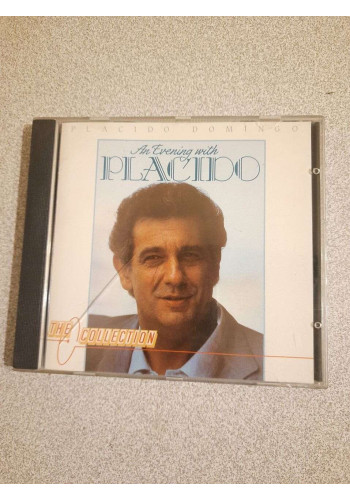 PLACIDO DOMINGO
An Evening with
PLACIDO
THE
COLLECTION